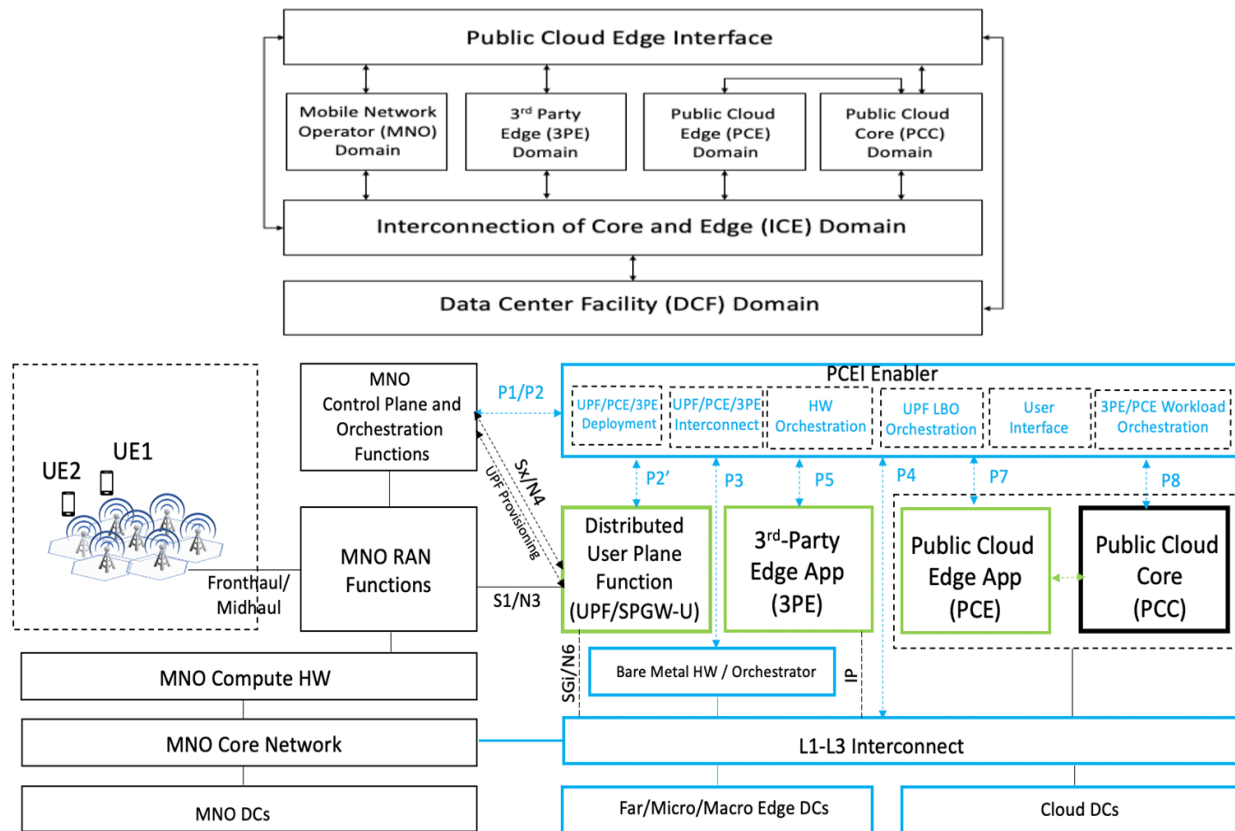 Public Cloud Edge Interface
Mobile Network
Operator (MNO)
Domain
3rd Party
Edge (3PE)
Domain
Public Cloud
Edge (PCE)
Domain
Public Cloud
Core (PCC)
Domain
Interconnection of Core and Edge (ICE) Domain
Data Center Facility (DCF) Domain
UE2
UE1
Fronthaul/
Midhaul
MNO
Control Plane and
Orchestration
Functions
P1/P2
PCEI Enabler
UPF/PCE/3PE
Deployment
UPF/PCE/3PE
Interconnect
HW
Orchestration
UPF LBO
Orchestration
User
Interface
3PE/PCE Workload
Orchestration
Sx/N4
UPF Provisioning
P2’
P3
P5
P4
P7
P8
MNO RAN
Functions
S1/N3
Distributed
User Plane
Function
(UPF/SPGW-U)
3rd-Party
Edge App
(3PE)
Public Cloud
Edge App
(PCE)
Public Cloud
Core
(PCC)
MNO Compute HW
SGi/N6
Bare Metal HW / Orchestrator
IP
MNO Core Network
L1-L3 Interconnect
MNO DCs
Far/Micro/Macro Edge DCs
Cloud DCs